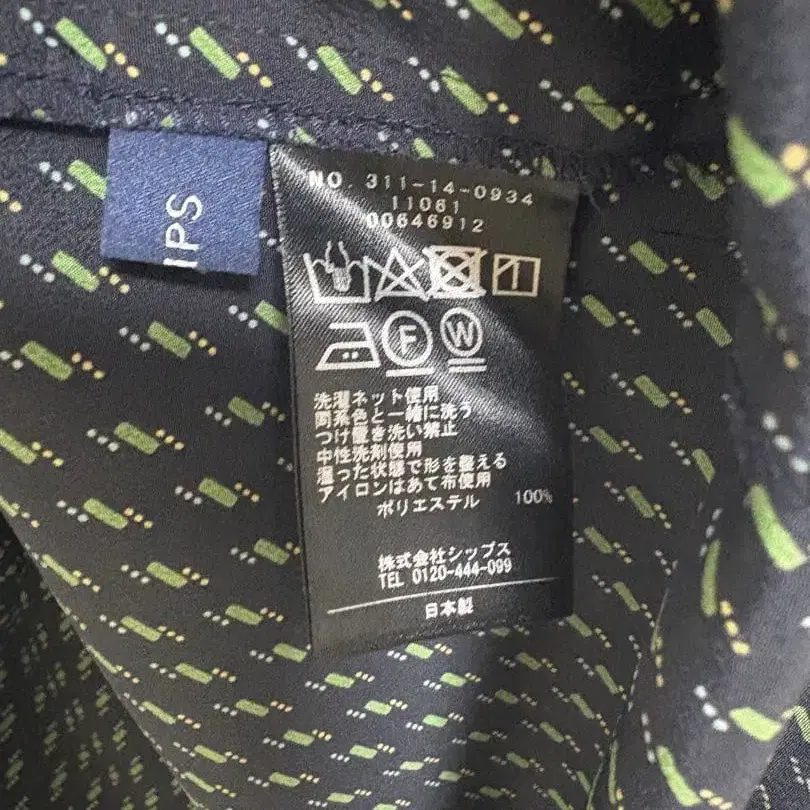 IPS
NO. 311-14-0934
11061
00646912
F W
洗濯ネット使用
同系色と一緒に洗う
つけ置き洗い禁止
中性洗剤使用
湿った状態で形を整える
アイロンはあて布使用
ポリエステル 100%
株式会社シップス
TEL 0120-444-099
日本製